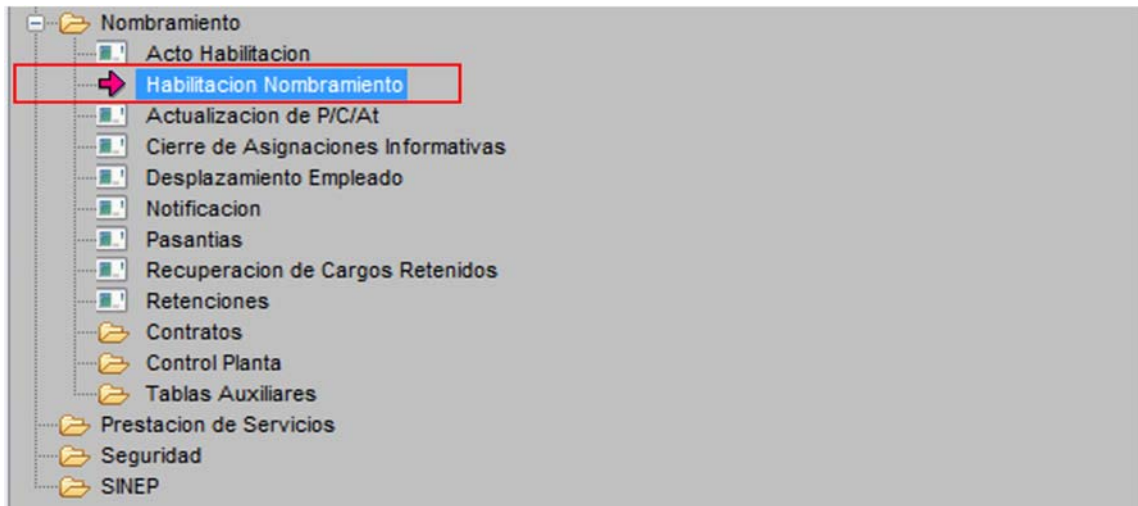 Nombramiento
Acto Habilitacion
Habilitacion Nombramiento
Actualizacion de P/C/At
Cierre de Asignaciones Informativas
Desplazamiento Empleado
Notificacion
Pasantias
Recuperacion de Cargos Retenidos
Retenciones
Contratos
Control Planta
Tablas Auxiliares
Prestacion de Servicios
Seguridad
SINEP